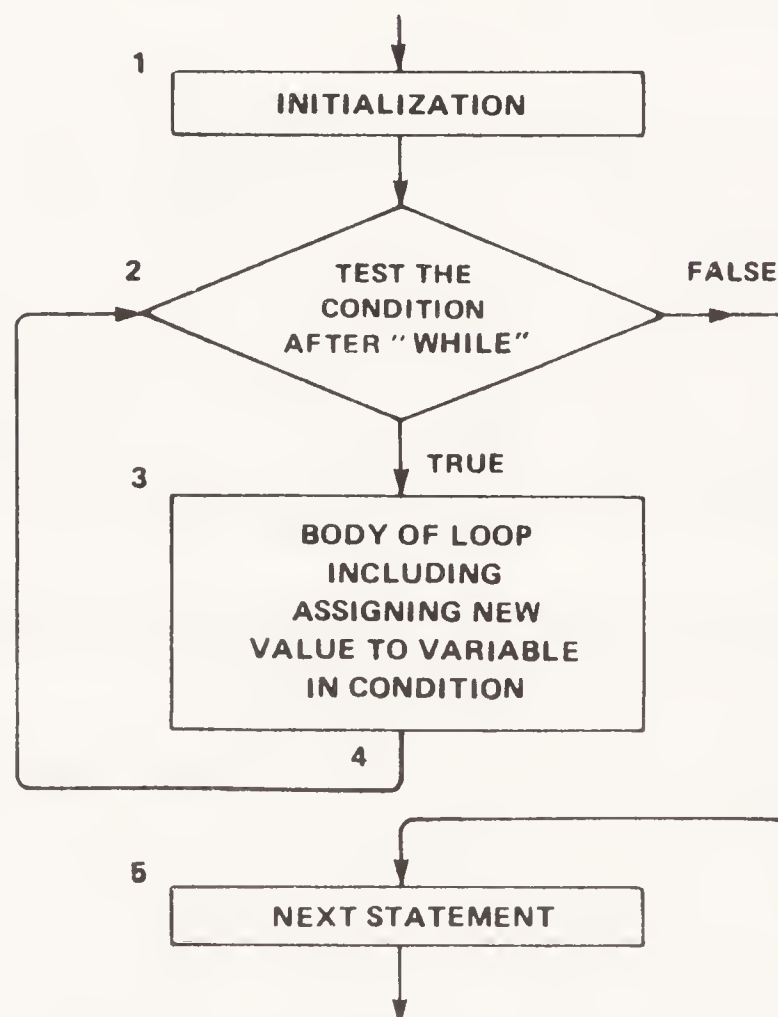 1
INITIALIZATION
2
TEST THE
CONDITION
AFTER "WHILE"
FALSE
TRUE
3
BODY OF LOOP
INCLUDING
ASSIGNING NEW
VALUE TO VARIABLE
IN CONDITION
4
5
NEXT STATEMENT